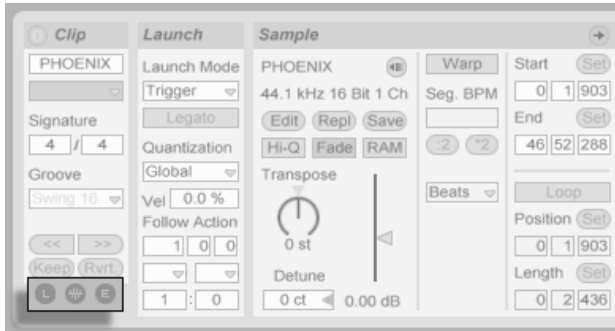 Clip
PHOENIX
Signature
4 / 4
Groove
Swing 16
<< >>
Keep Rvrt
L E
Launch
Launch Mode
Trigger
Legato
Quantization
Global
Vel 0.0 %
Follow Action
1 0 0
1 : 0
Sample
PHOENIX
44.1 kHz 16 Bit 1 Ch
Edit Repl Save
Hi-Q Fade RAM
Transpose
0 st
Detune
0 ct 0.00 dB
Warp
Seg. BPM
:2 *2
Beats
Start Set
0 1 903
End Set
46 52 288
Loop
Position Set
0 1 903
Length Set
0 2 436